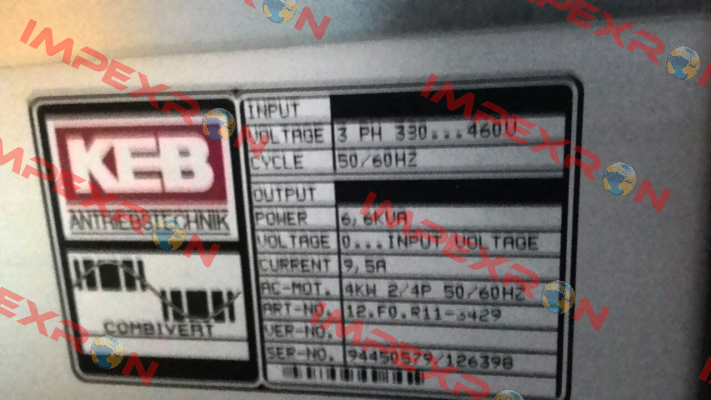 IMPEXRON
KEB
ANTRIEBSTECHNIK
COMBIVERT
INPUT
VOLTAGE 3 PH 380...460V
CYCLE 50/60HZ
OUTPUT
POWER 6,6KVA
VOLTAGE 0...INPUT VOLTAGE
CURRENT 9,5A
AC-MOT. 4KW 2/4P 50/60HZ
ART-NO. 12.F0.R11-3429
VER-NO.
SER-NO. 94450579/126398